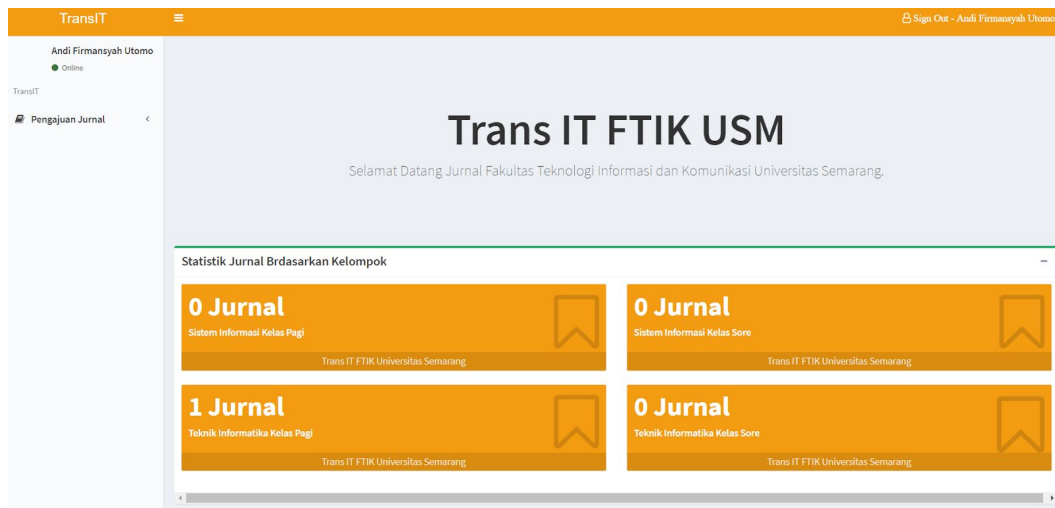 TransIT
Sign Out - Andi Firmansyah Utomo
Andi Firmansyah Utomo
Online
TransIT
Pengajuan Jurnal
Trans IT FTIK USM
Selamat Datang Jurnal Fakultas Teknologi Informasi dan Komunikasi Universitas Semarang.
Statistik Jurnal Brdasarkan Kelompok
0 Jurnal
Sistem Informasi Kelas Pagi
Trans IT FTIK Universitas Semarang
0 Jurnal
Sistem Informasi Kelas Sore
Trans IT FTIK Universitas Semarang
1 Jurnal
Teknik Informatika Kelas Pagi
Trans IT FTIK Universitas Semarang
0 Jurnal
Teknik Informatika Kelas Sore
Trans IT FTIK Universitas Semarang